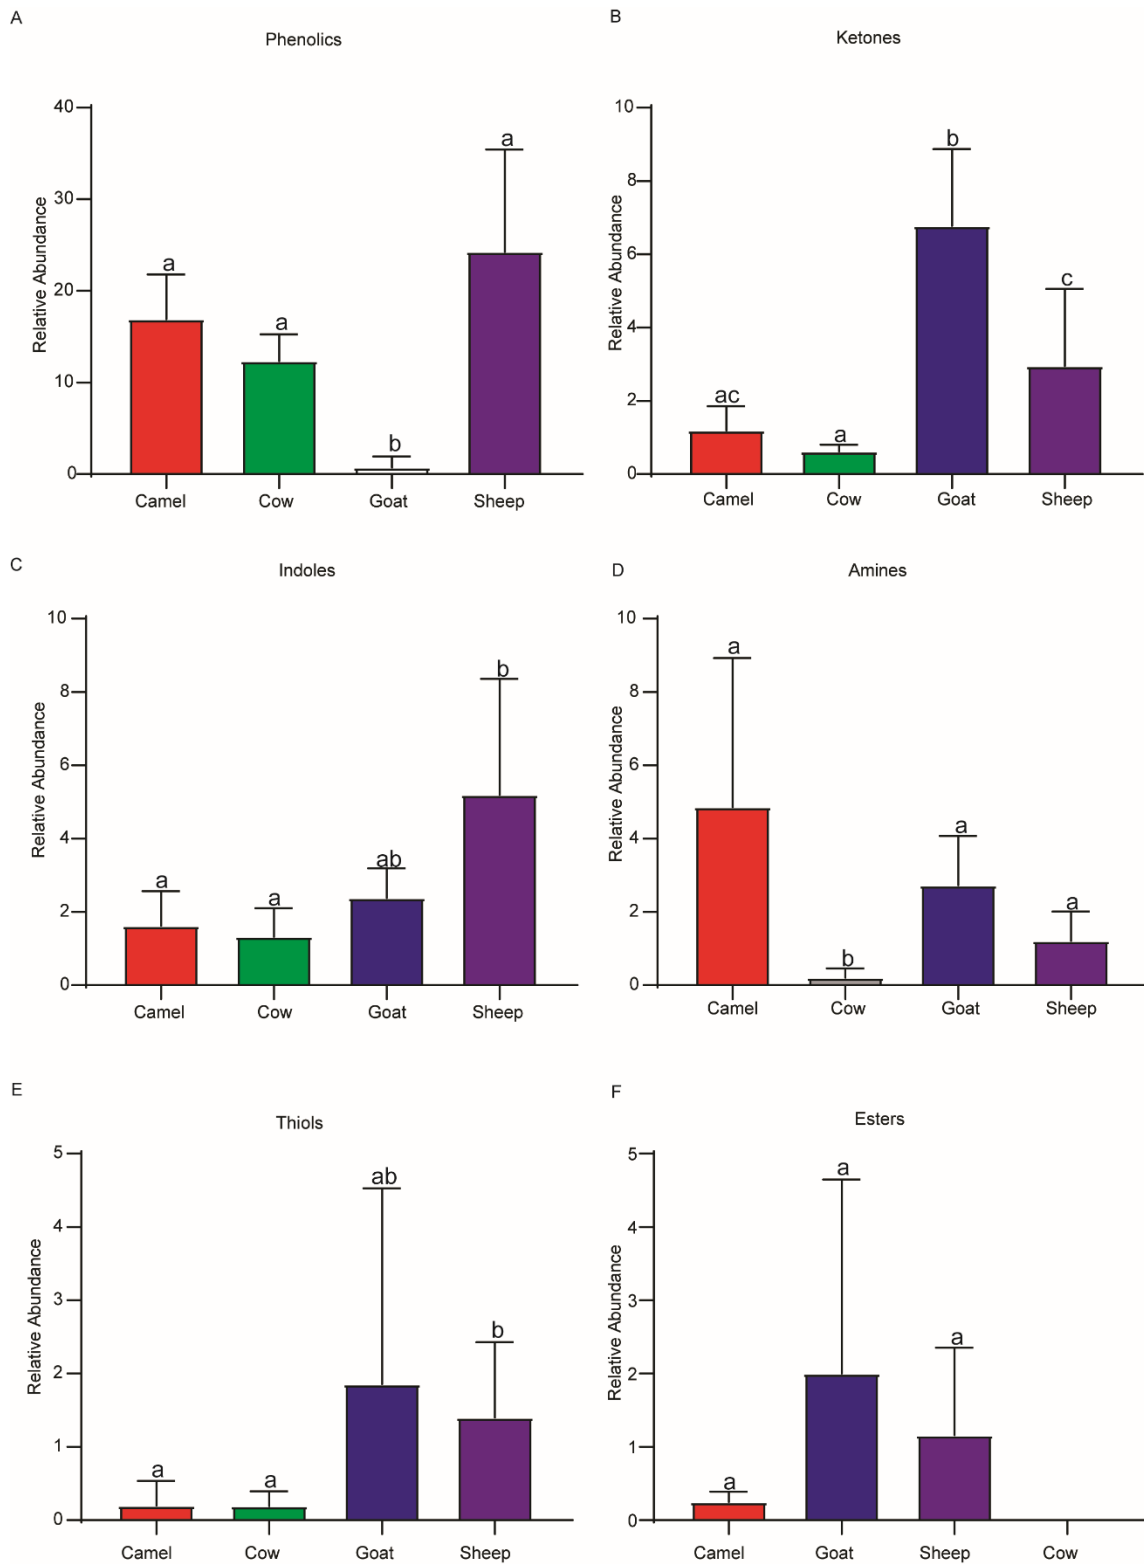 A
Phenolics
40
30
20
10
0
Relative Abundance
a
a
b
a
Camel Cow Goat Sheep
B
Ketones
10
8
6
4
2
0
Relative Abundance
ac
a
b
c
Camel Cow Goat Sheep
C
Indoles
10
8
6
4
2
0
Relative Abundance
a
a
ab
b
Camel Cow Goat Sheep
D
Amines
10
8
6
4
2
0
Relative Abundance
a
b
a
a
Camel Cow Goat Sheep
E
Thiols
5
4
3
2
1
0
Relative Abundance
a
a
ab
b
Camel Cow Goat Sheep
F
Esters
5
4
3
2
1
0
Relative Abundance
a
a
a
Camel Goat Sheep Cow